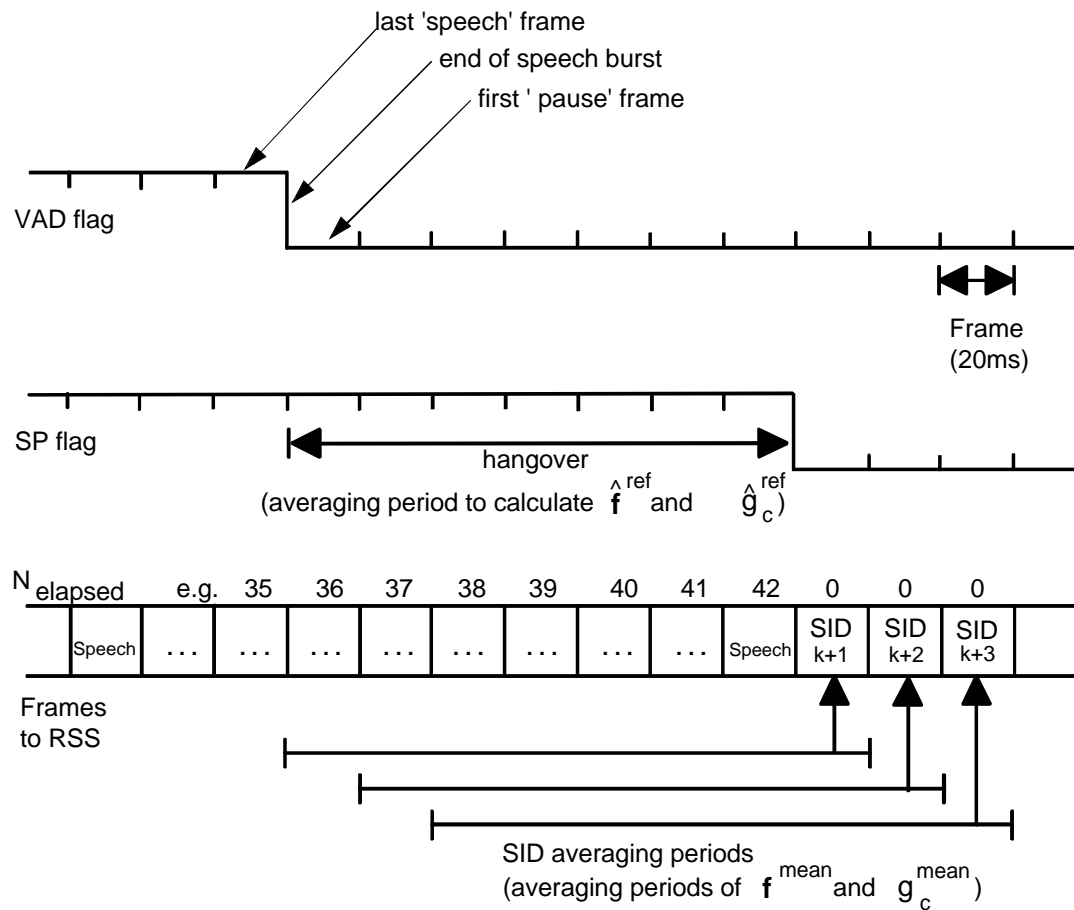 last 'speech' frame
end of speech burst
first ' pause' frame
VAD flag
Frame
(20ms)
SP flag
hangover
(averaging period to calculate f̂ ref and ĝ c ref)
N elapsed e.g. 35 36 37 38 39 40 41 42 0 0 0
Speech ... ... ... ... ... ... ... ... Speech SID k+1 SID k+2 SID k+3
Frames
to RSS
SID averaging periods
(averaging periods of f mean and g c mean)